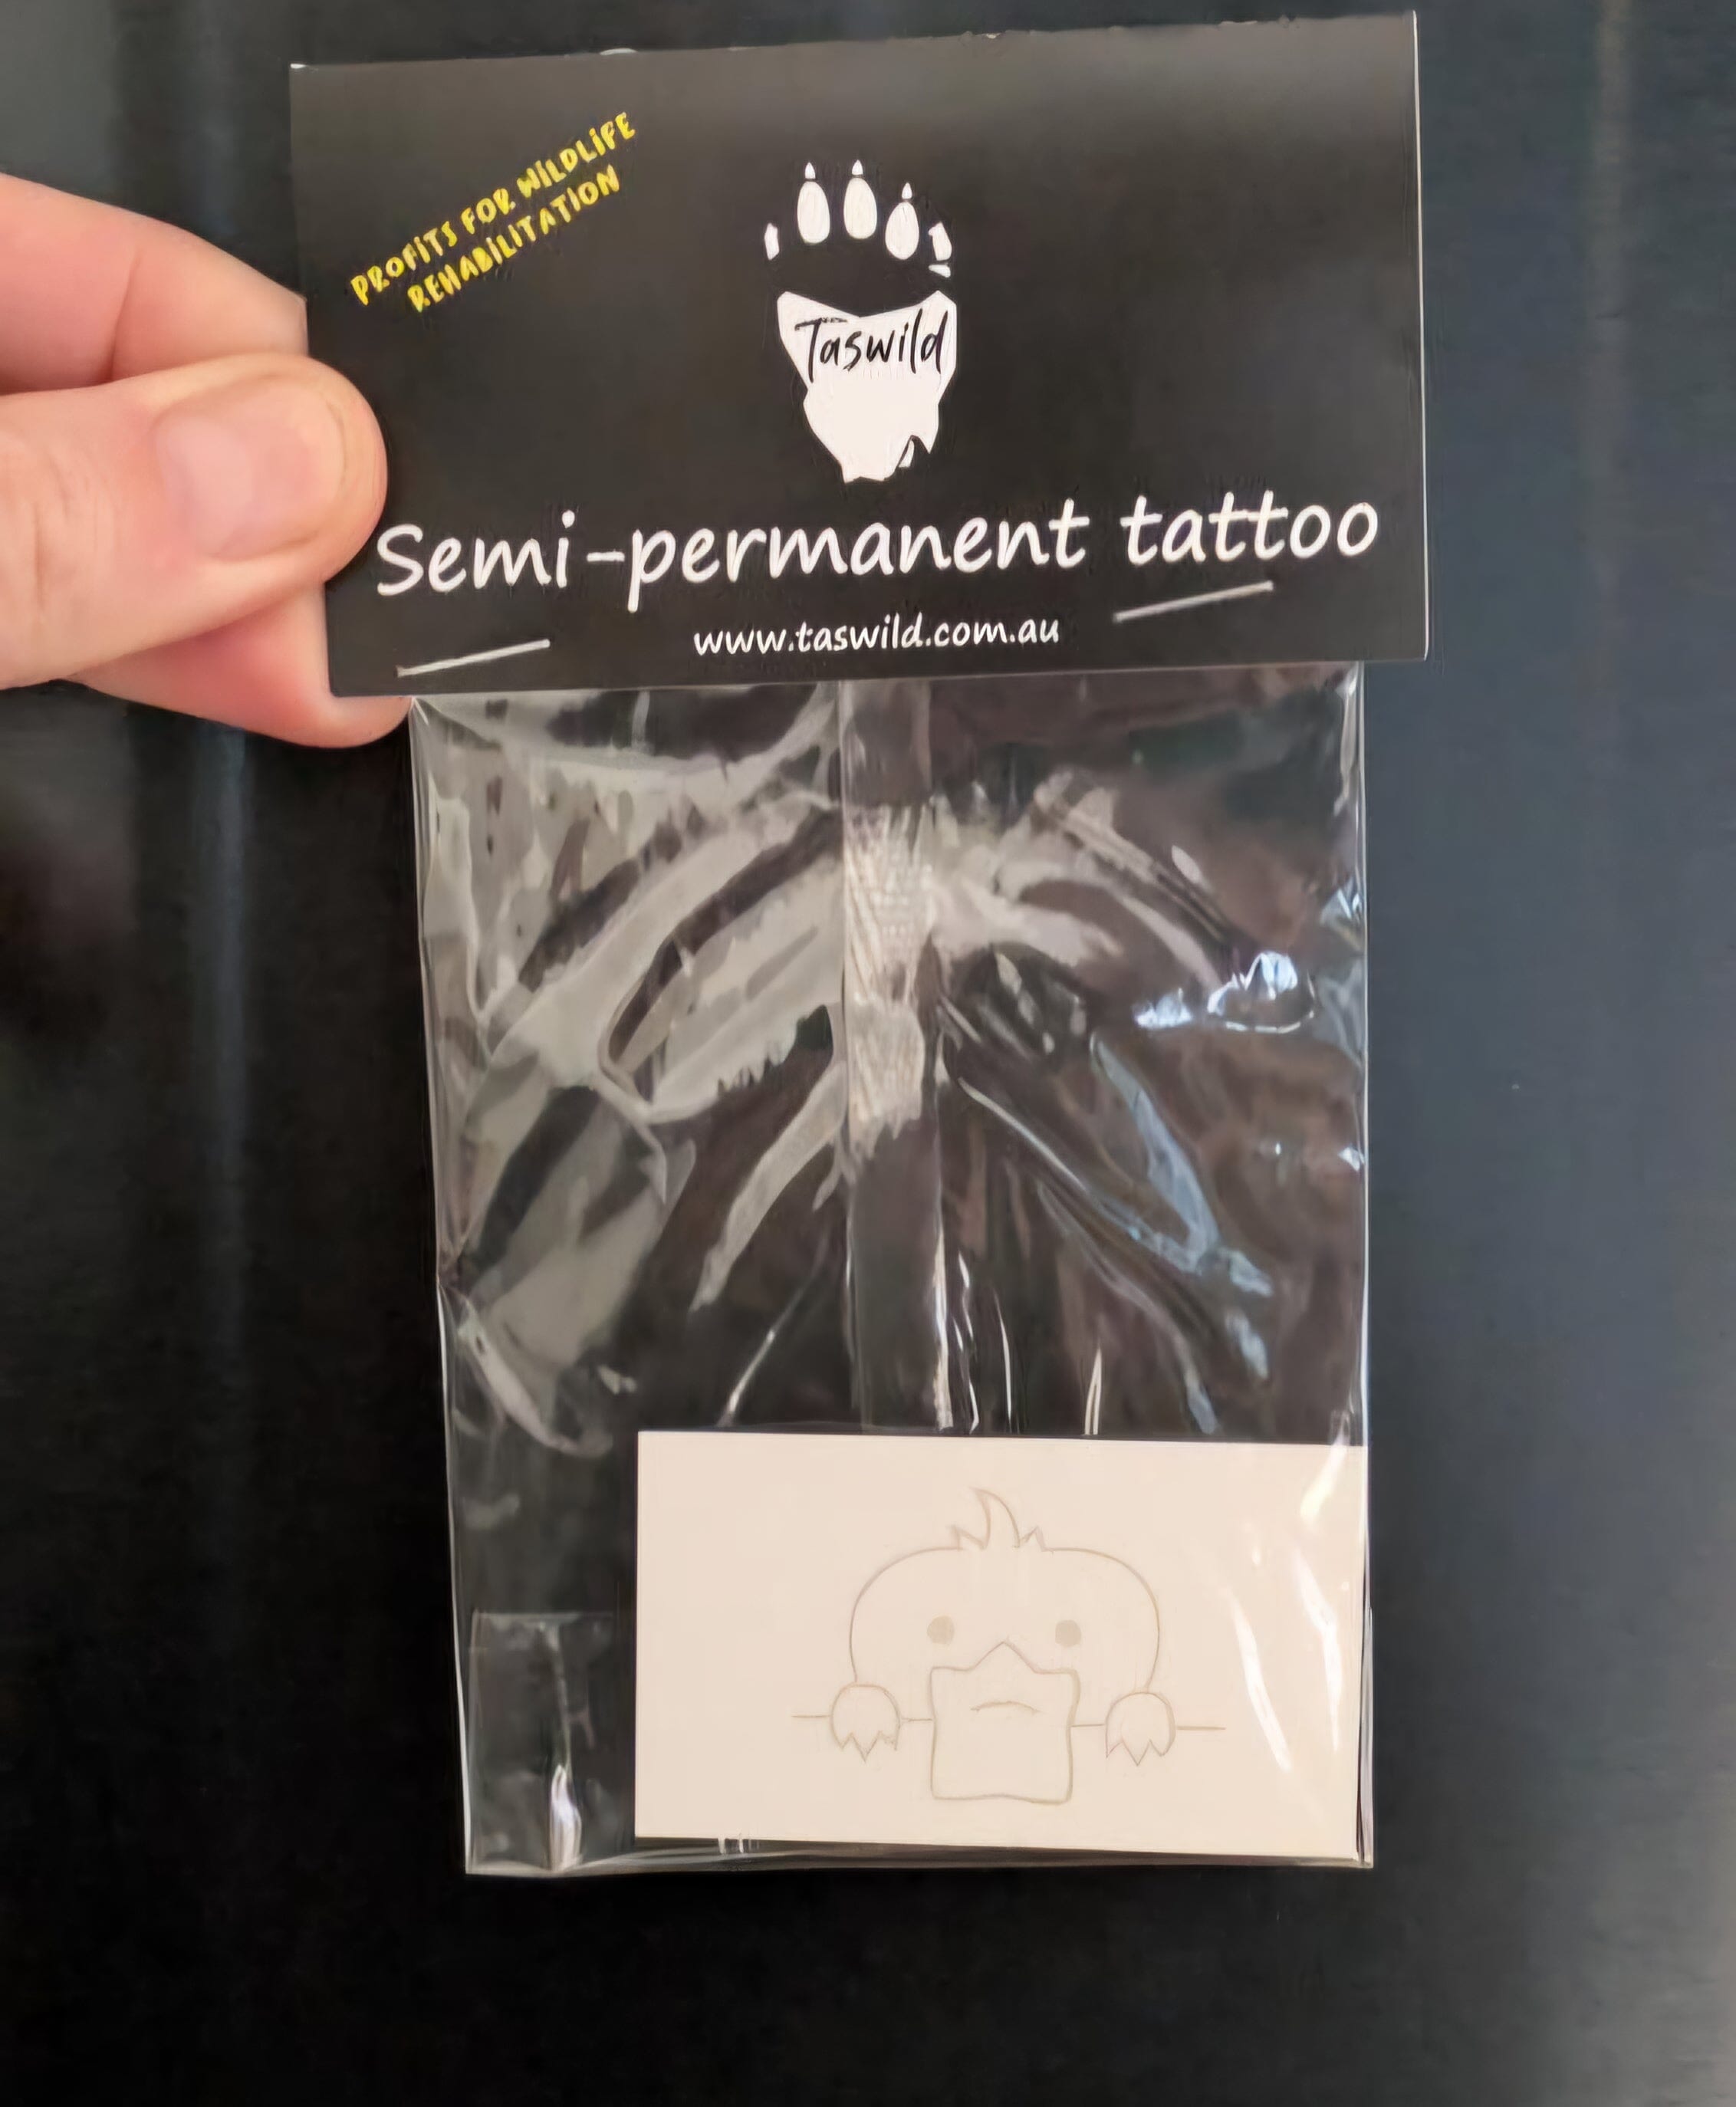 PROFITS FOR WILDLIFE
REHABILITATION
Taswild
Semi-permanent tattoo
www.taswild.com.au